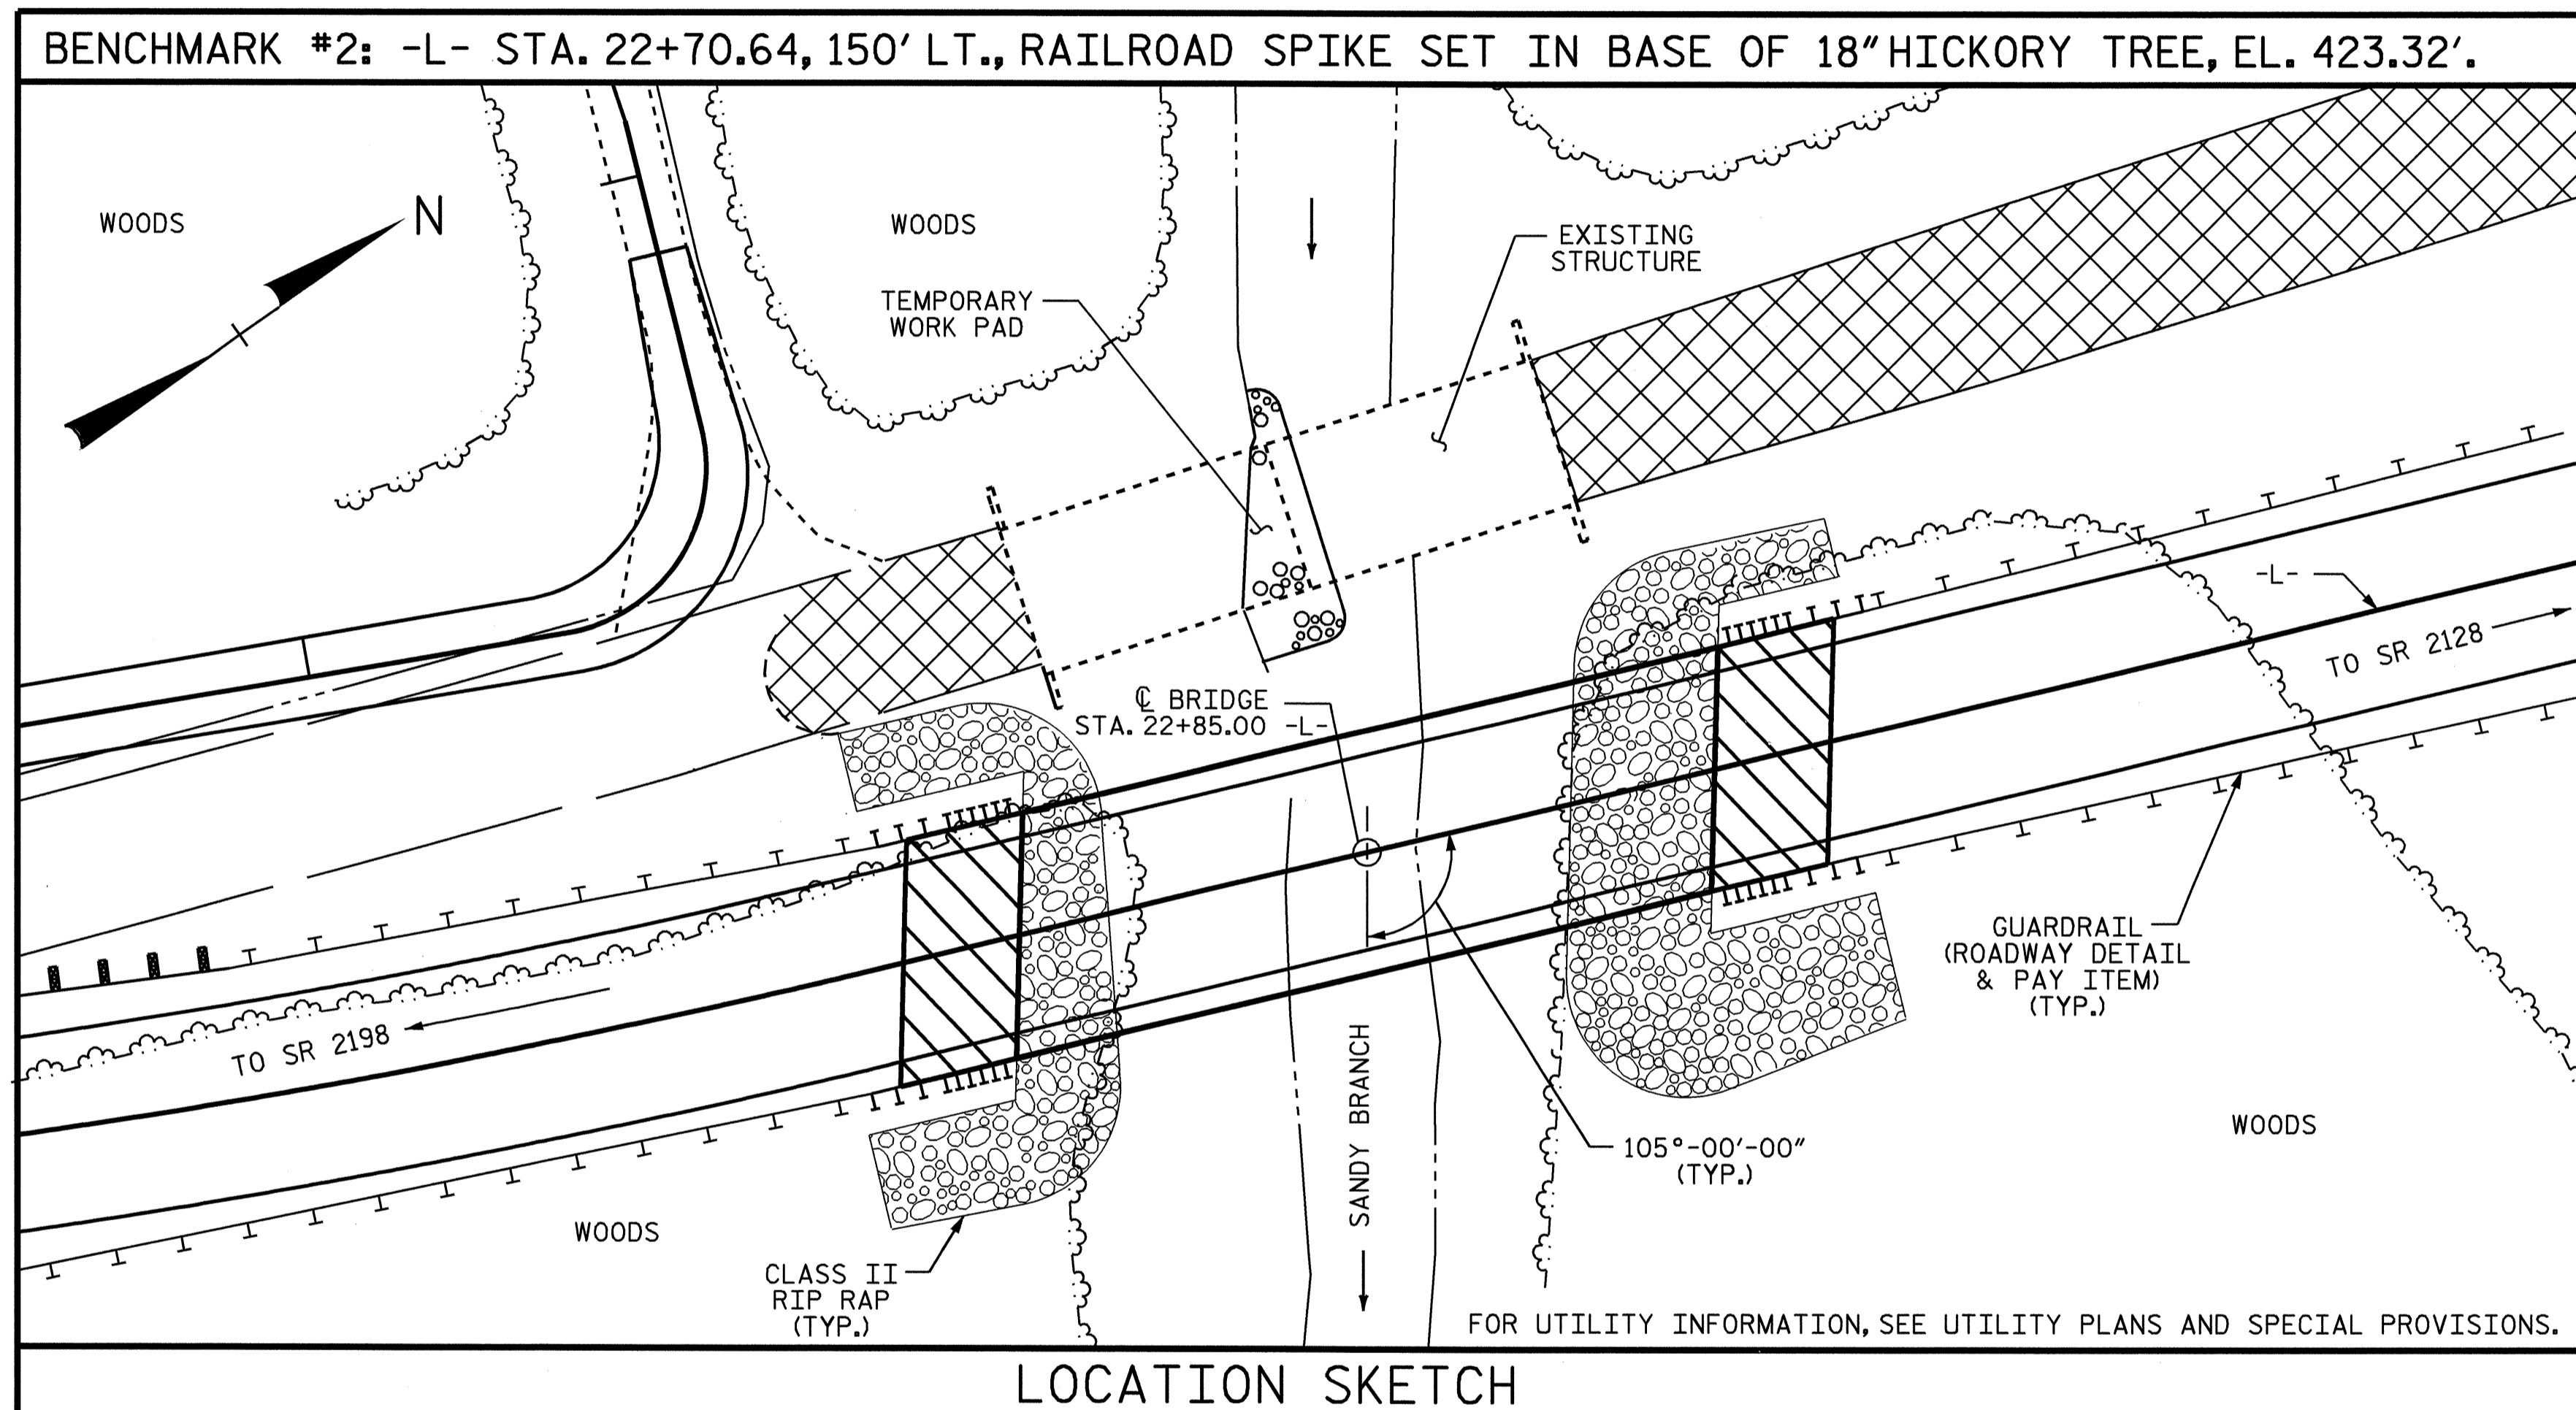 BENCHMARK #2: -L- STA. 22+70.64, 150' LT., RAILROAD SPIKE SET IN BASE OF 18" HICKORY TREE, EL. 423.32'.
WOODS
N
WOODS
EXISTING
STRUCTURE
TEMPORARY
WORK PAD
-L-
TO SR 2128
℄ BRIDGE
STA. 22+85.00 -L-
GUARDRAIL
(ROADWAY DETAIL
& PAY ITEM)
(TYP.)
TO SR 2198
SANDY BRANCH
105°-00'-00"
(TYP.)
WOODS
WOODS
CLASS II
RIP RAP
(TYP.)
FOR UTILITY INFORMATION, SEE UTILITY PLANS AND SPECIAL PROVISIONS.
LOCATION SKETCH